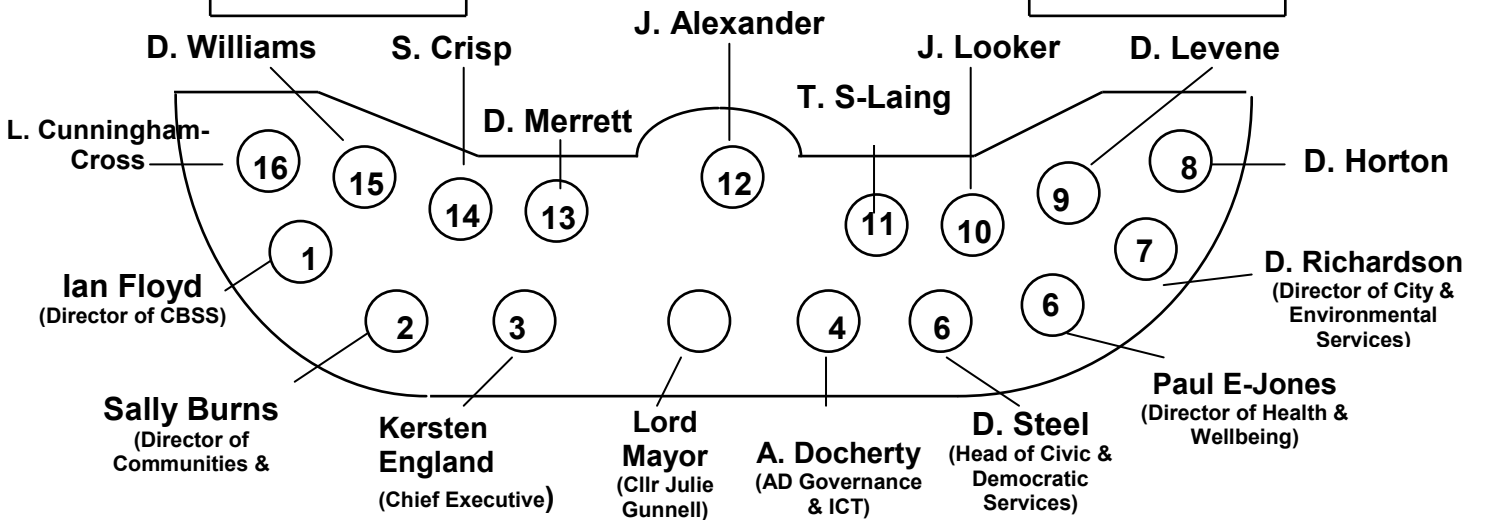 J. Alexander
D. Williams
S. Crisp
J. Looker
D. Levene
T. S-Laing
D. Merrett
L. Cunningham-
Cross
16
15
14
13
12
11
10
9
8
D. Horton
1
7
Ian Floyd
(Director of CBSS)
D. Richardson
(Director of City &
Environmental
Services)
2
3
4
6
6
Sally Burns
(Director of
Communities &
Kersten
England
(Chief Executive)
Lord
Mayor
(Cllr Julie
Gunnell)
A. Docherty
(AD Governance
& ICT)
D. Steel
(Head of Civic &
Democratic
Services)
Paul E-Jones
(Director of Health &
Wellbeing)